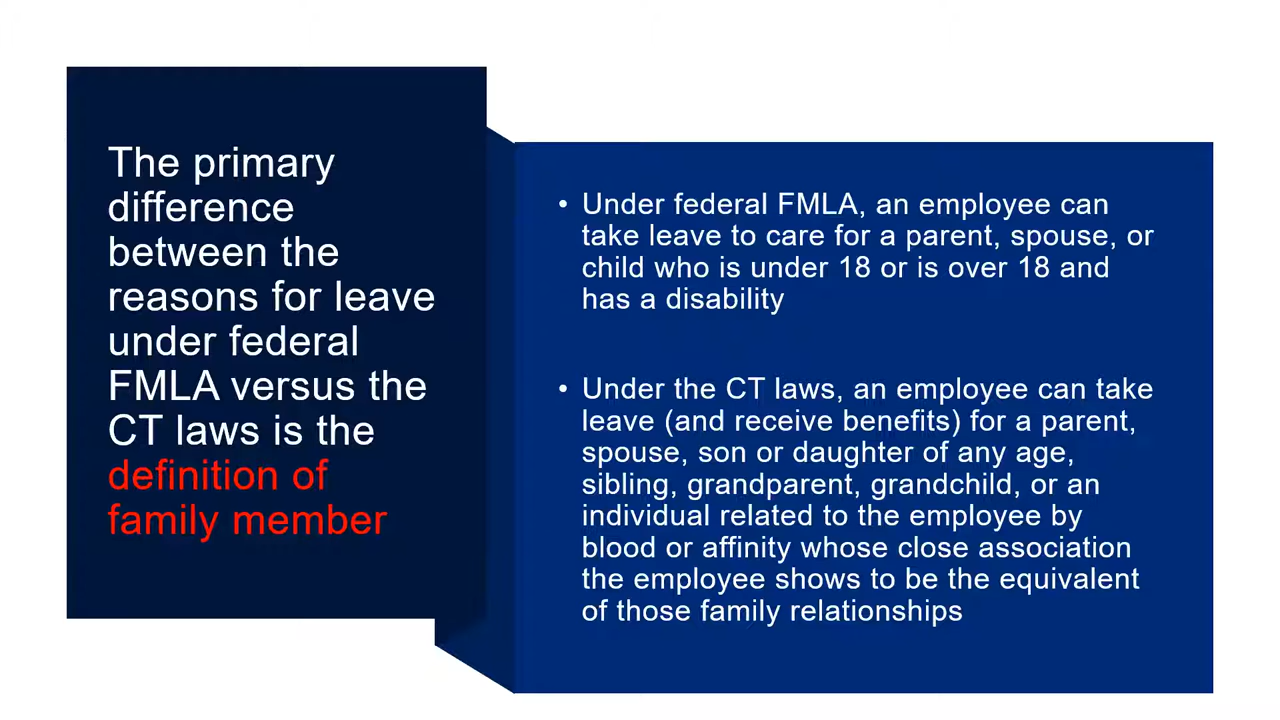 The primary
difference
between the
reasons for leave
under federal
FMLA versus the
CT laws is the
definition of
family member
• Under federal FMLA, an employee can
take leave to care for a parent, spouse, or
child who is under 18 or is over 18 and
has a disability
• Under the CT laws, an employee can take
leave (and receive benefits) for a parent,
spouse, son or daughter of any age,
sibling, grandparent, grandchild, or an
individual related to the employee by
blood or affinity whose close association
the employee shows to be the equivalent
of those family relationships